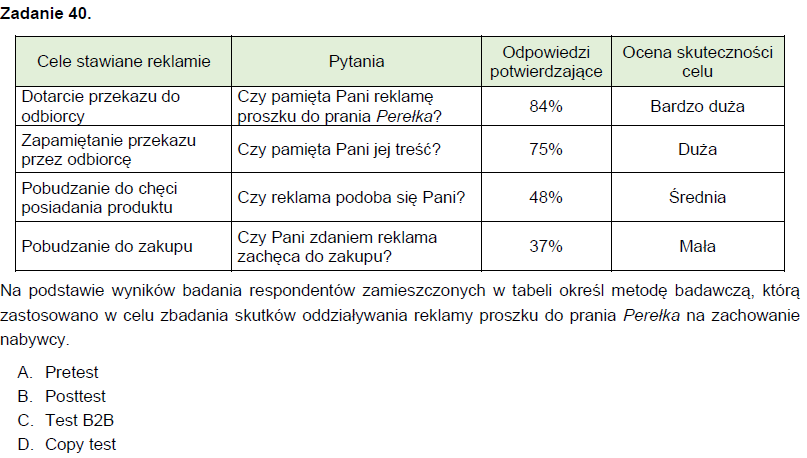 Zadanie 40.
Cele stawiane reklamie
Pytania
Odpowiedzi
potwierdzające
Ocena skuteczności
celu
Dotarcie przekazu do
odbiorcy
Czy pamięta Pani reklamę
proszku do prania Perełka?
84%
Bardzo duża
Zapamiętanie przekazu
przez odbiorcę
Czy pamięta Pani jej treść?
75%
Duża
Pobudzanie do chęci
posiadania produktu
Czy reklama podoba się Pani?
48%
Średnia
Pobudzanie do zakupu
Czy Pani zdaniem reklama
zachęca do zakupu?
37%
Mała
Na podstawie wyników badania respondentów zamieszczonych w tabeli określ metodę badawczą, którą
zastosowano w celu zbadania skutków oddziaływania reklamy proszku do prania Perełka na zachowanie
nabywcy.
A. Pretest
B. Posttest
C. Test B2B
D. Copy test